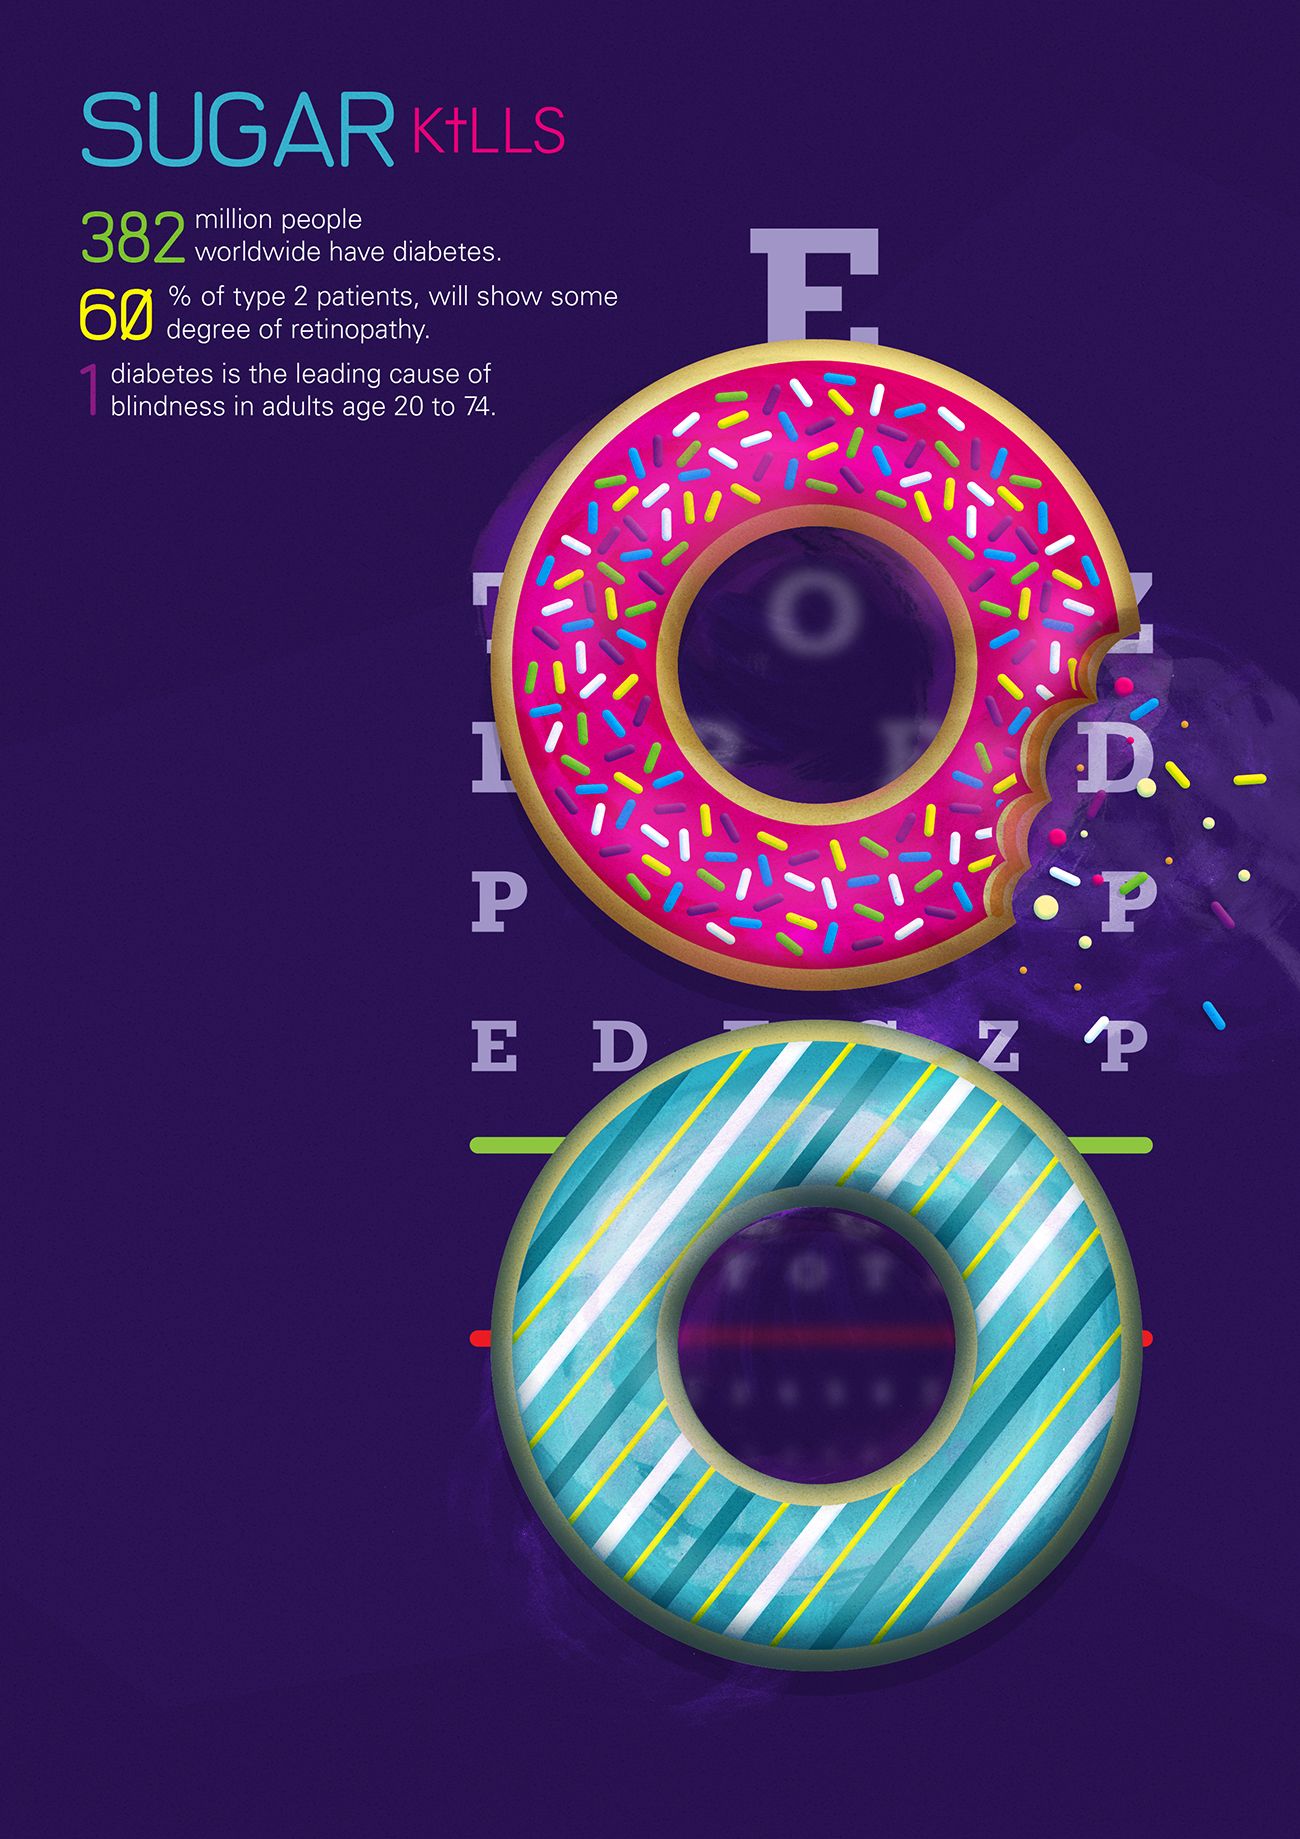 SUGAR K†LLS
382 million people
worldwide have diabetes.
60 % of type 2 patients, will show some
degree of retinopathy.
1 diabetes is the leading cause of
blindness in adults age 20 to 74.
E
O Z
D
P P
E D Z P
T O T